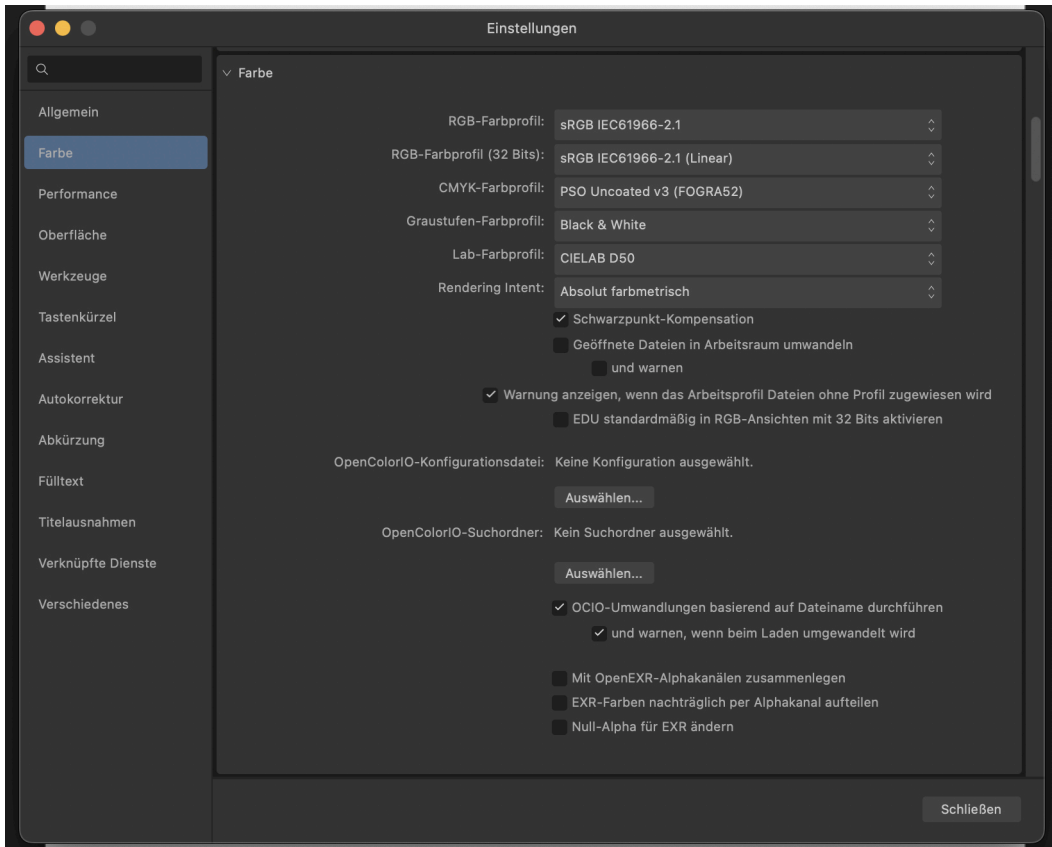 Einstellungen
Allgemein
Farbe
Performance
Oberfläche
Werkzeuge
Tastenkürzel
Assistent
Autokorrektur
Abkürzung
Fülltext
Titelausnahmen
Verknüpfte Dienste
Verschiedenes
Farbe
RGB-Farbprofil: sRGB IEC61966-2.1
RGB-Farbprofil (32 Bits): sRGB IEC61966-2.1 (Linear)
CMYK-Farbprofil: PSO Uncoated v3 (FOGRA52)
Graustufen-Farbprofil: Black & White
Lab-Farbprofil: CIELAB D50
Rendering Intent: Absolut farbmetrisch
Schwarzpunkt-Kompensation
Geöffnete Dateien in Arbeitsraum umwandeln
und warnen
Warnung anzeigen, wenn das Arbeitsprofil Dateien ohne Profil zugewiesen wird
EDU standardmäßig in RGB-Ansichten mit 32 Bits aktivieren
OpenColorIO-Konfigurationsdatei: Keine Konfiguration ausgewählt.
Auswählen...
OpenColorIO-Suchordner: Kein Suchordner ausgewählt.
Auswählen...
OCIO-Umwandlungen basierend auf Dateiname durchführen
und warnen, wenn beim Laden umgewandelt wird
Mit OpenEXR-Alphakanälen zusammenlegen
EXR-Farben nachträglich per Alphakanal aufteilen
Null-Alpha für EXR ändern
Schließen